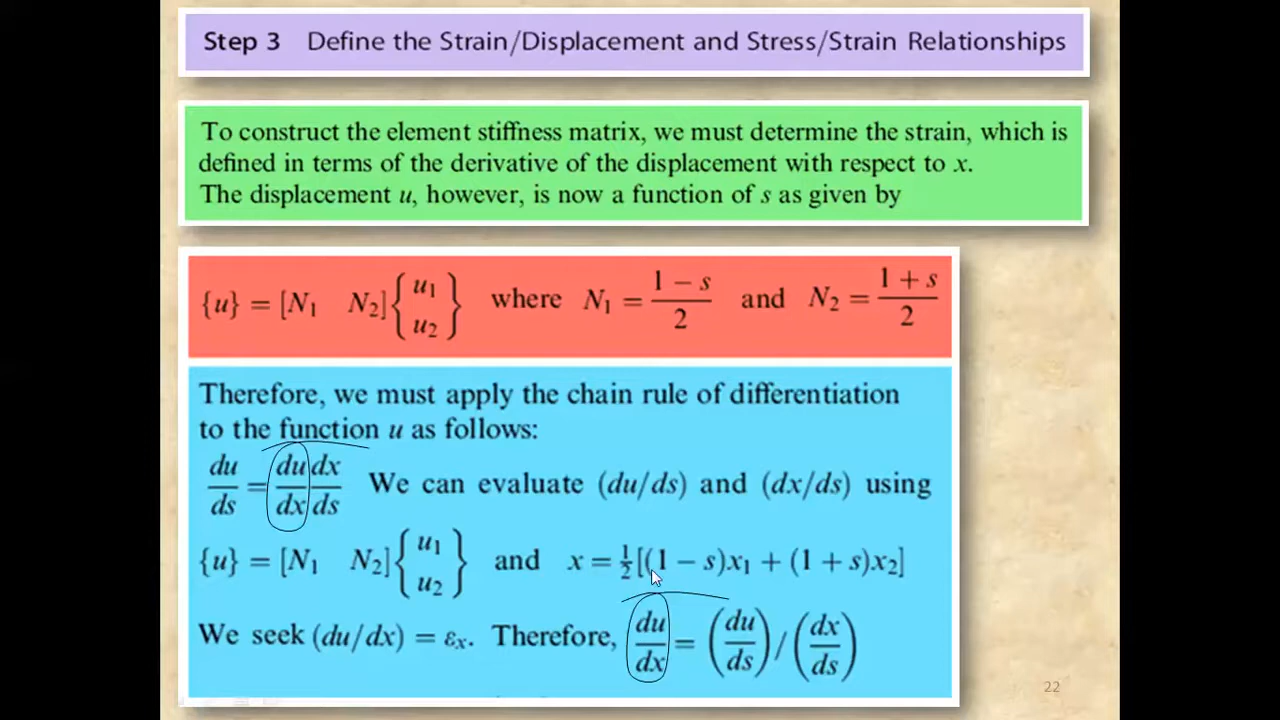 Step 3 Define the Strain/Displacement and Stress/Strain Relationships
To construct the element stiffness matrix, we must determine the strain, which is
defined in terms of the derivative of the displacement with respect to x.
The displacement u, however, is now a function of s as given by
{u} = [N₁ N₂]{u₁ u₂} where N₁ = (1 − s)/2 and N₂ = (1 + s)/2
Therefore, we must apply the chain rule of differentiation
to the function u as follows:
du/ds = du/dx dx/ds We can evaluate (du/ds) and (dx/ds) using
{u} = [N₁ N₂]{u₁ u₂} and x = ½[(1 − s)x₁ + (1 + s)x₂]
We seek (du/dx) = εₓ. Therefore, du/dx = (du/ds)/(dx/ds)
22